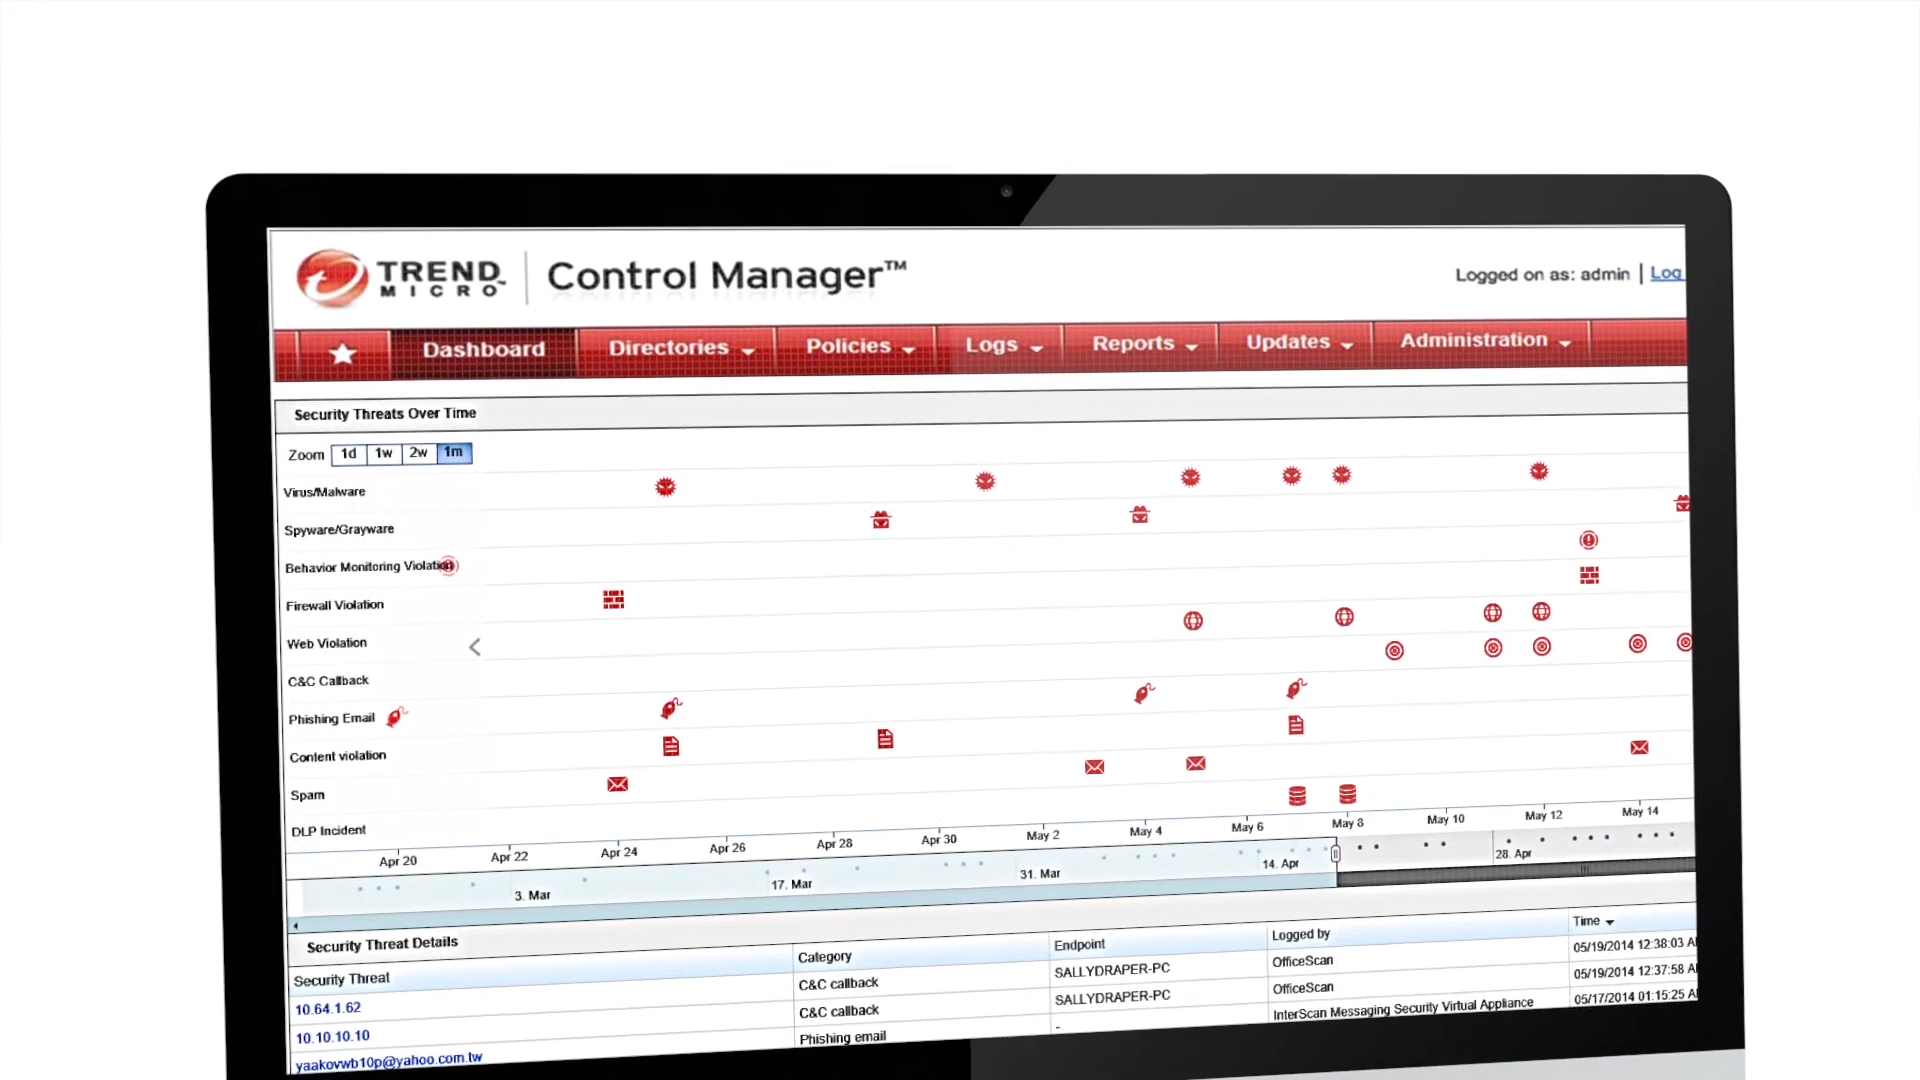 TREND MICRO™ | Control Manager™
Logged on as: admin | Log
Dashboard Directories Policies Logs Reports Updates Administration
Security Threats Over Time
Zoom 1d 1w 2w 1m
Virus/Malware
Spyware/Grayware
Behavior Monitoring Violation
Firewall Violation
Web Violation
C&C Callback
Phishing Email
Content violation
Spam
DLP Incident
Apr 20 Apr 22 Apr 24 Apr 26 Apr 28 Apr 30 May 2 May 4 May 6 May 8 May 10 May 12 May 14
3. Mar 17. Mar 31. Mar 14. Apr 28. Apr
Security Threat Details
Security Threat Category Endpoint Logged by Time
10.64.1.62 C&C callback SALLYDRAPER-PC OfficeScan 05/19/2014 12:38:03 A
10.10.10.10 C&C callback SALLYDRAPER-PC OfficeScan 05/19/2014 12:37:58 A
yaakovwb10p@yahoo.com.tw Phishing email - InterScan Messaging Security Virtual Appliance 05/17/2014 01:15:25 A